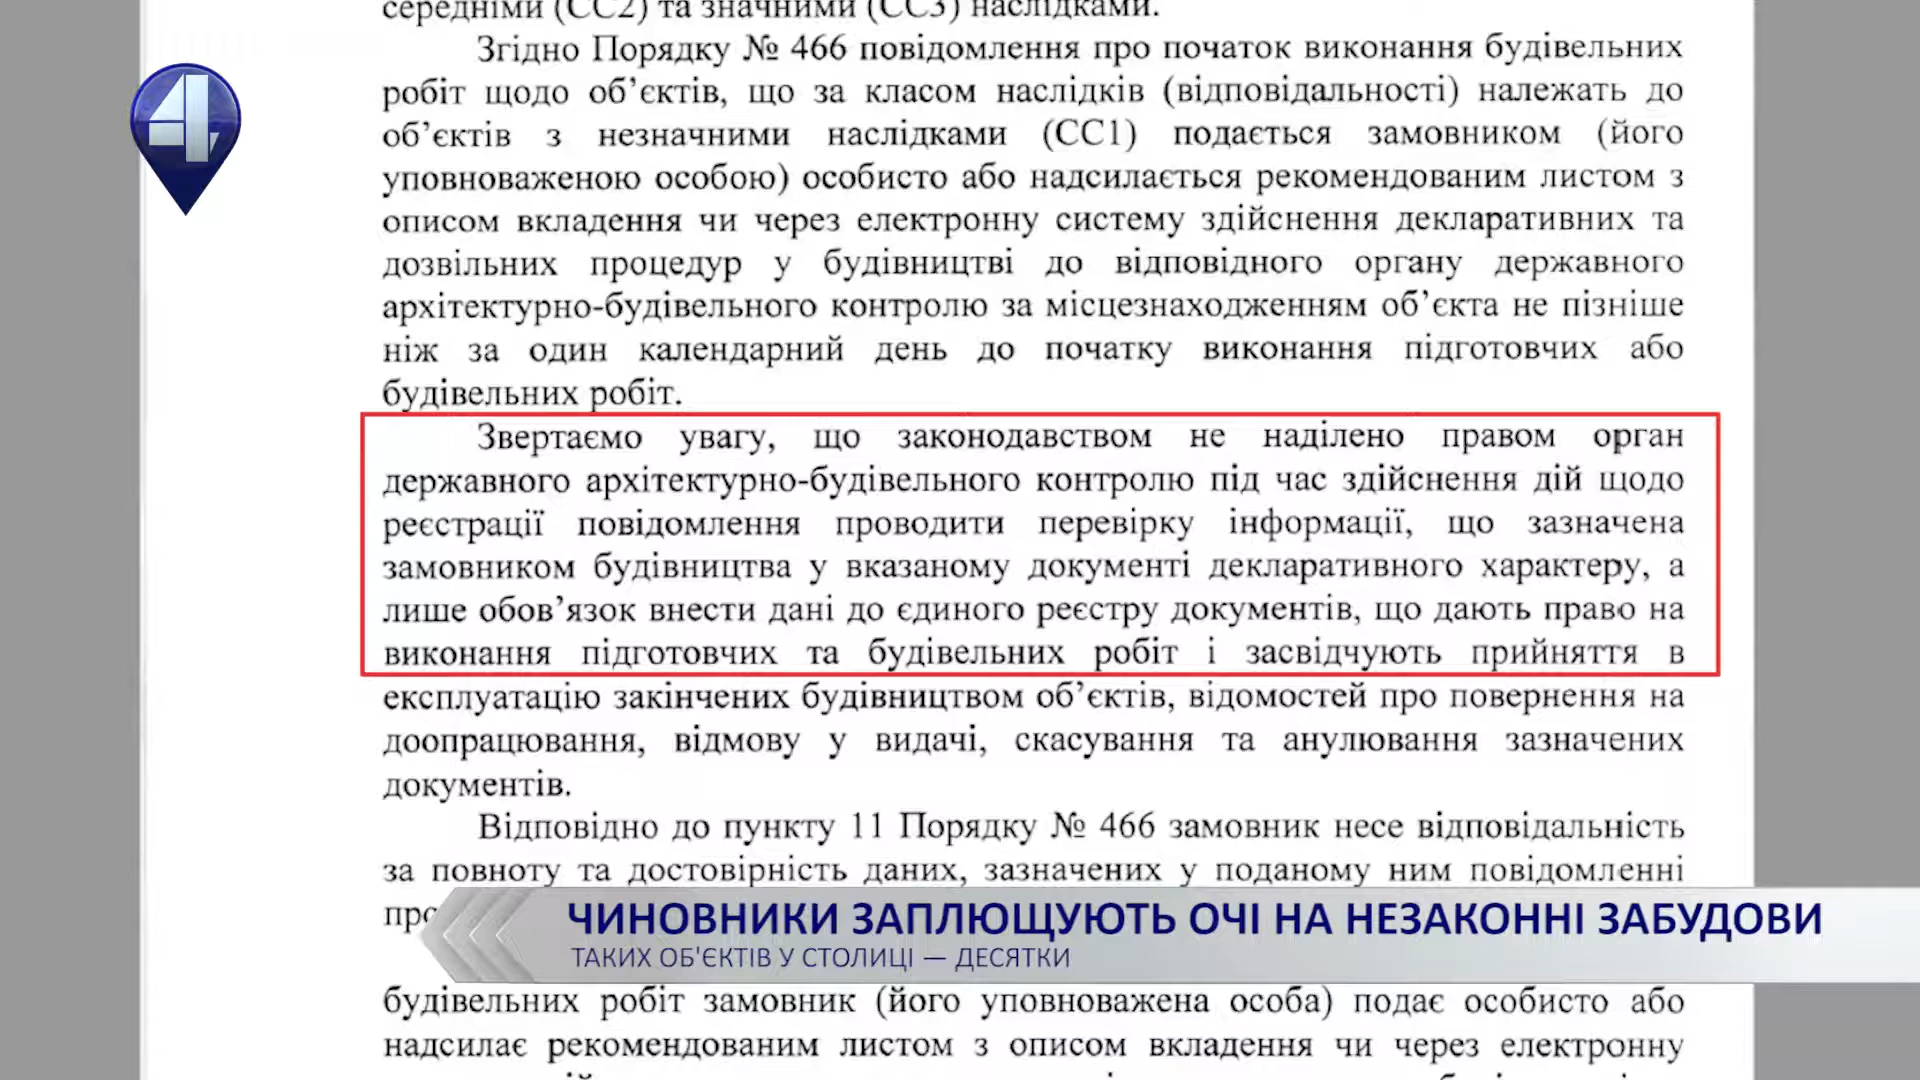 середніми (СС2) та значними (СС3) наслідками.
Згідно Порядку № 466 повідомлення про початок виконання будівельних
робіт щодо об’єктів, що за класом наслідків (відповідальності) належать до
об’єктів з незначними наслідками (СС1) подається замовником (його
уповноваженою особою) особисто або надсилається рекомендованим листом з
описом вкладення чи через електронну систему здійснення декларативних та
дозвільних процедур у будівництві до відповідного органу державного
архітектурно-будівельного контролю за місцезнаходженням об’єкта не пізніше
ніж за один календарний день до початку виконання підготовчих або
будівельних робіт.
Звертаємо увагу, що законодавством не наділено правом орган
державного архітектурно-будівельного контролю під час здійснення дій щодо
реєстрації повідомлення проводити перевірку інформації, що зазначена
замовником будівництва у вказаному документі декларативного характеру, а
лише обов’язок внести дані до єдиного реєстру документів, що дають право на
виконання підготовчих та будівельних робіт і засвідчують прийняття в
експлуатацію закінчених будівництвом об’єктів, відомостей про повернення на
доопрацювання, відмову у видачі, скасування та анулювання зазначених
документів.
Відповідно до пункту 11 Порядку № 466 замовник несе відповідальність
за повноту та достовірність даних, зазначених у поданому ним повідомленні
ЧИНОВНИКИ ЗАПЛЮЩУЮТЬ ОЧІ НА НЕЗАКОННІ ЗАБУДОВИ
ТАКИХ ОБ'ЄКТІВ У СТОЛИЦІ — ДЕСЯТКИ
будівельних робіт замовник (його уповноважена особа) подає особисто або
надсилає рекомендованим листом з описом вкладення чи через електронну
4